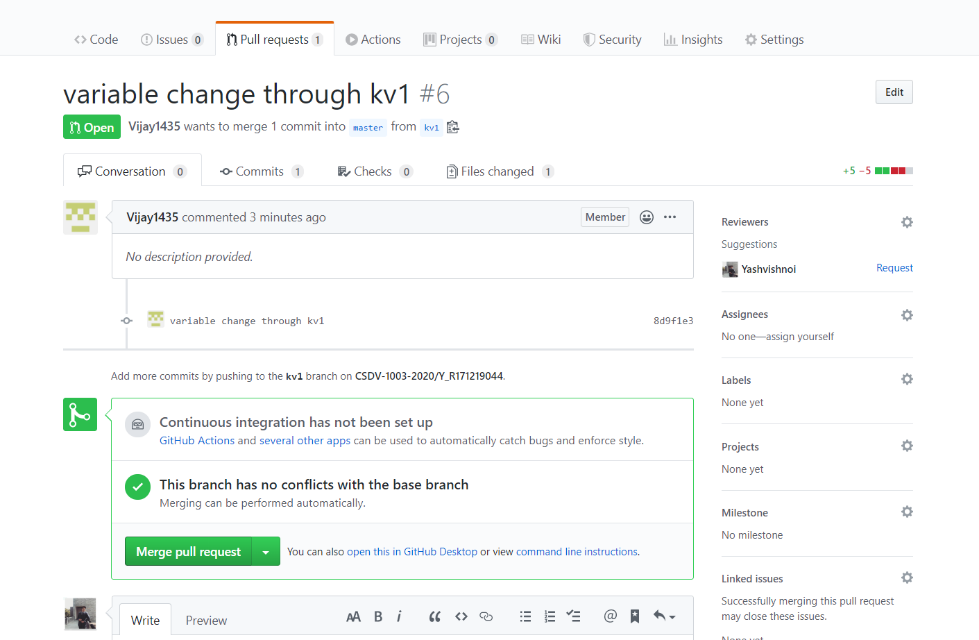 Code Issues 0 Pull requests 1 Actions Projects 0 Wiki Security Insights Settings
variable change through kv1 #6 Edit
Open Vijay1435 wants to merge 1 commit into master from kv1
Conversation 0 Commits 1 Checks 0 Files changed 1 +5 −5
Vijay1435 commented 3 minutes ago Member
No description provided.
variable change through kv1 8d9f1e3
Add more commits by pushing to the kv1 branch on CSDV-1003-2020/Y_R171219044.
Continuous integration has not been set up
GitHub Actions and several other apps can be used to automatically catch bugs and enforce style.
This branch has no conflicts with the base branch
Merging can be performed automatically.
Merge pull request You can also open this in GitHub Desktop or view command line instructions.
Write Preview AA B i “ <> @
Reviewers
Suggestions
Yashvishnoi Request
Assignees
No one—assign yourself
Labels
None yet
Projects
None yet
Milestone
No milestone
Linked issues
Successfully merging this pull request
may close these issues.
None yet